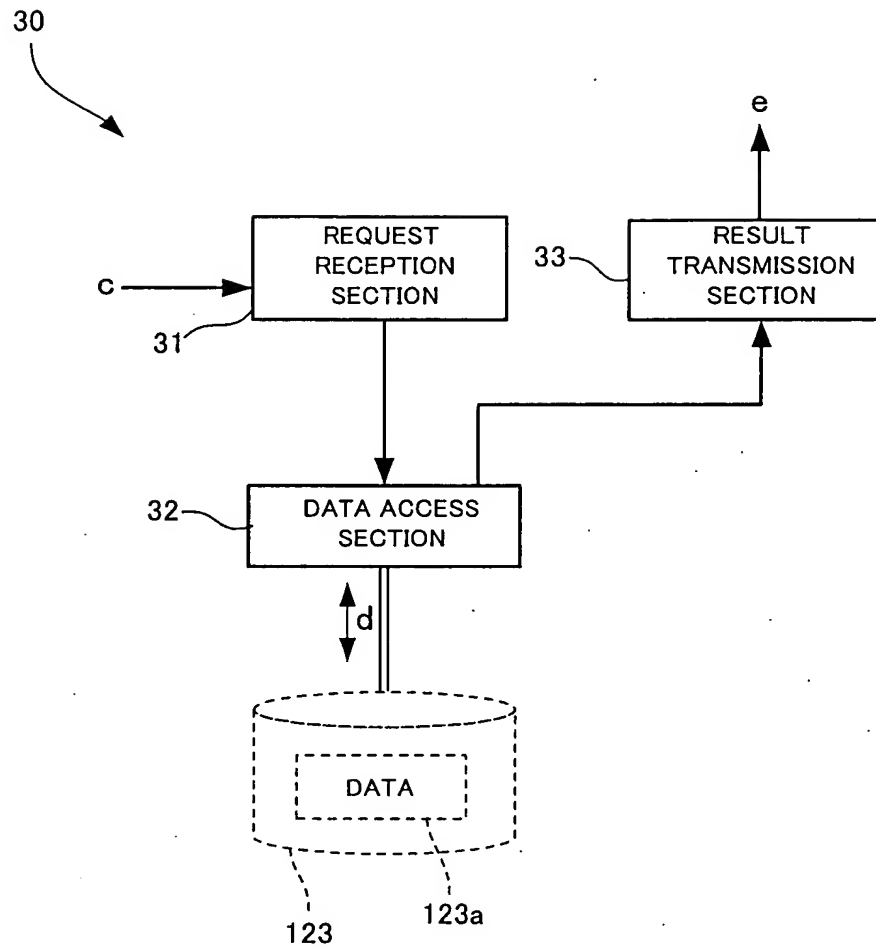 30
e
REQUEST
RECEPTION
SECTION
RESULT
TRANSMISSION
SECTION
33
c
31
32
DATA ACCESS
SECTION
d
DATA
123
123a